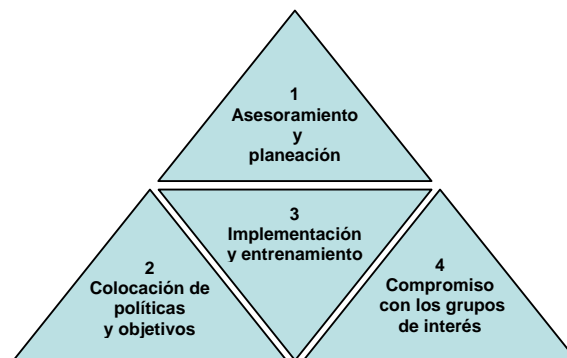 1
Asesoramiento
y
planeación
2
Colocación de
políticas
y objetivos
3
Implementación
y entrenamiento
4
Compromiso
con los grupos
de interés